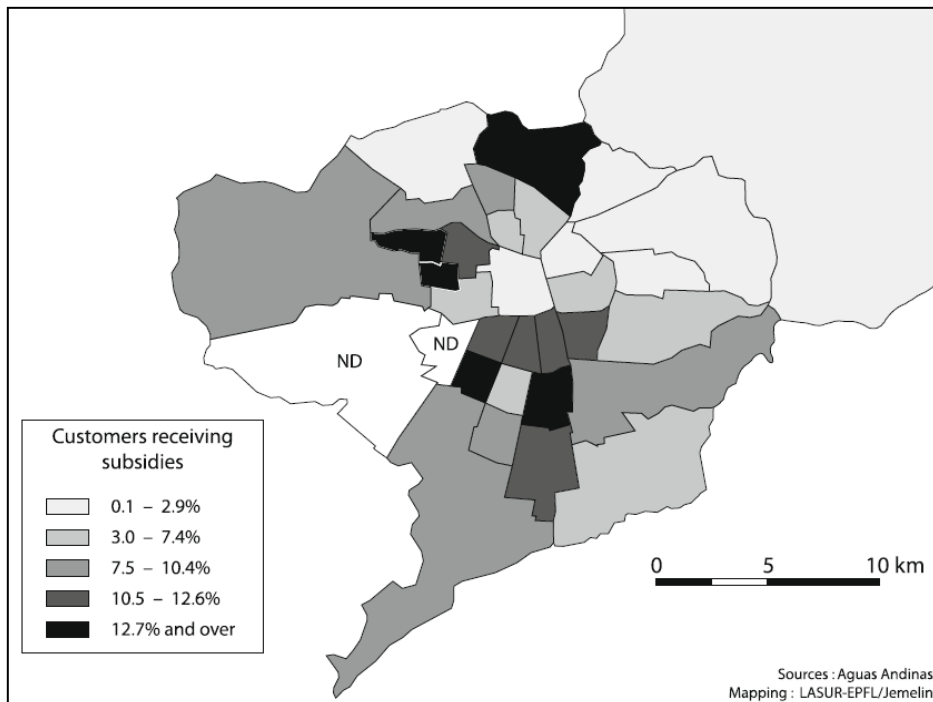 ND
ND
Customers receiving
subsidies
0.1 – 2.9%
3.0 – 7.4%
7.5 – 10.4%
10.5 – 12.6%
12.7% and over
0 5 10 km
Sources : Aguas Andinas
Mapping : LASUR-EPFL/Jemelin